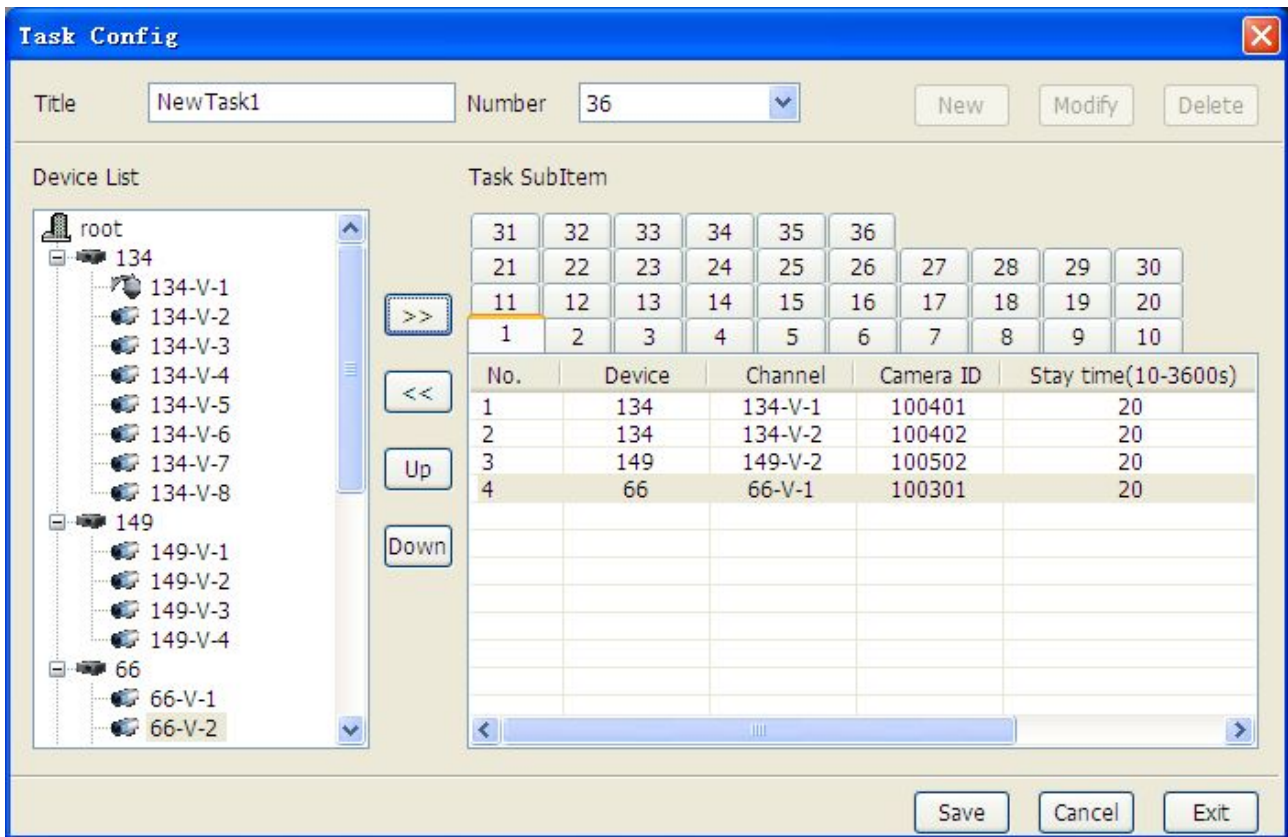 Task Config
Title NewTask1 Number 36 New Modify Delete
Device List
Task SubItem
root
134
134-V-1
134-V-2
134-V-3
134-V-4
134-V-5
134-V-6
134-V-7
134-V-8
149
149-V-1
149-V-2
149-V-3
149-V-4
66
66-V-1
66-V-2
>>
<<
Up
Down
31 32 33 34 35 36
21 22 23 24 25 26 27 28 29 30
11 12 13 14 15 16 17 18 19 20
1 2 3 4 5 6 7 8 9 10
No. Device Channel Camera ID Stay time(10-3600s)
1 134 134-V-1 100401 20
2 134 134-V-2 100402 20
3 149 149-V-2 100502 20
4 66 66-V-1 100301 20
Save Cancel Exit